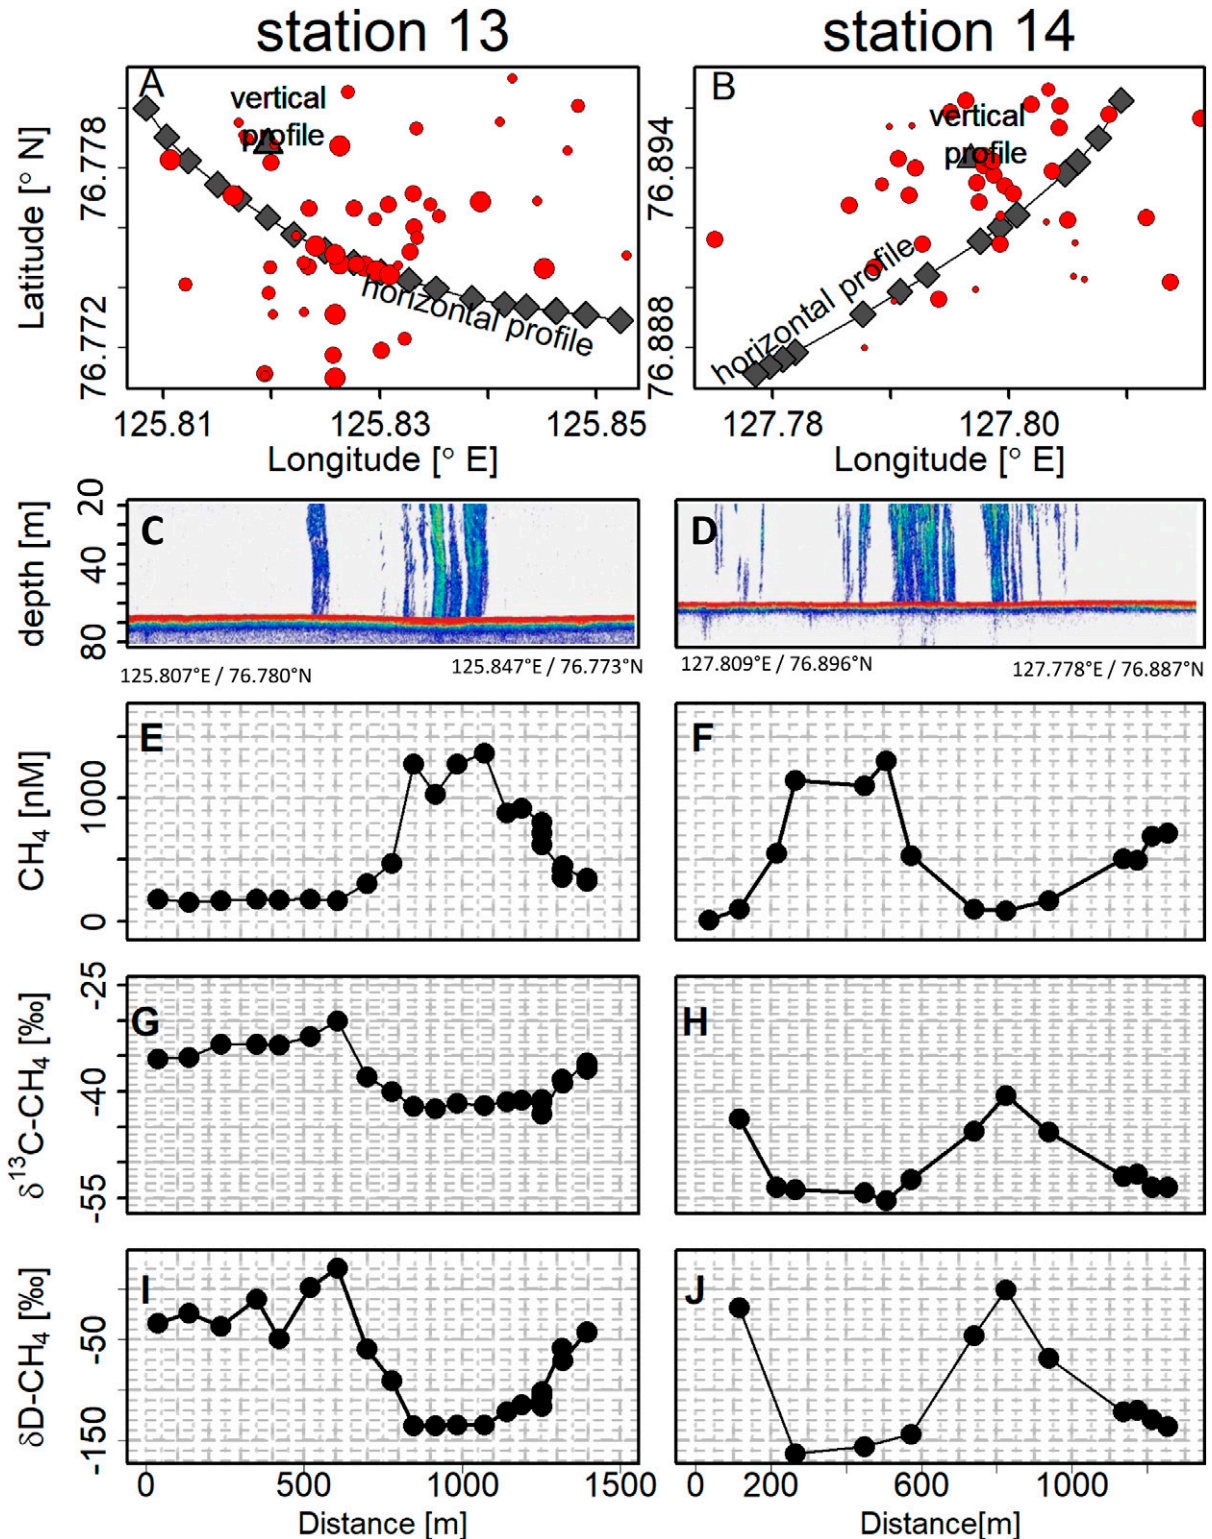 station 13
station 14
A
vertical
profile
horizontal profile
B
vertical
profile
horizontal profile
Latitude [° N]
76.778
76.772
76.894
76.888
125.81
125.83
125.85
127.78
127.80
Longitude [° E]
Longitude [° E]
depth [m]
20
40
80
C
D
125.807°E / 76.780°N
125.847°E / 76.773°N
127.809°E / 76.896°N
127.778°E / 76.887°N
CH₄ [nM]
1000
0
E
F
δ¹³C-CH₄ [‰]
-25
-40
-55
G
H
δD-CH₄ [‰]
-50
-150
I
J
0
500
1000
1500
0
200
600
1000
Distance [m]
Distance[m]